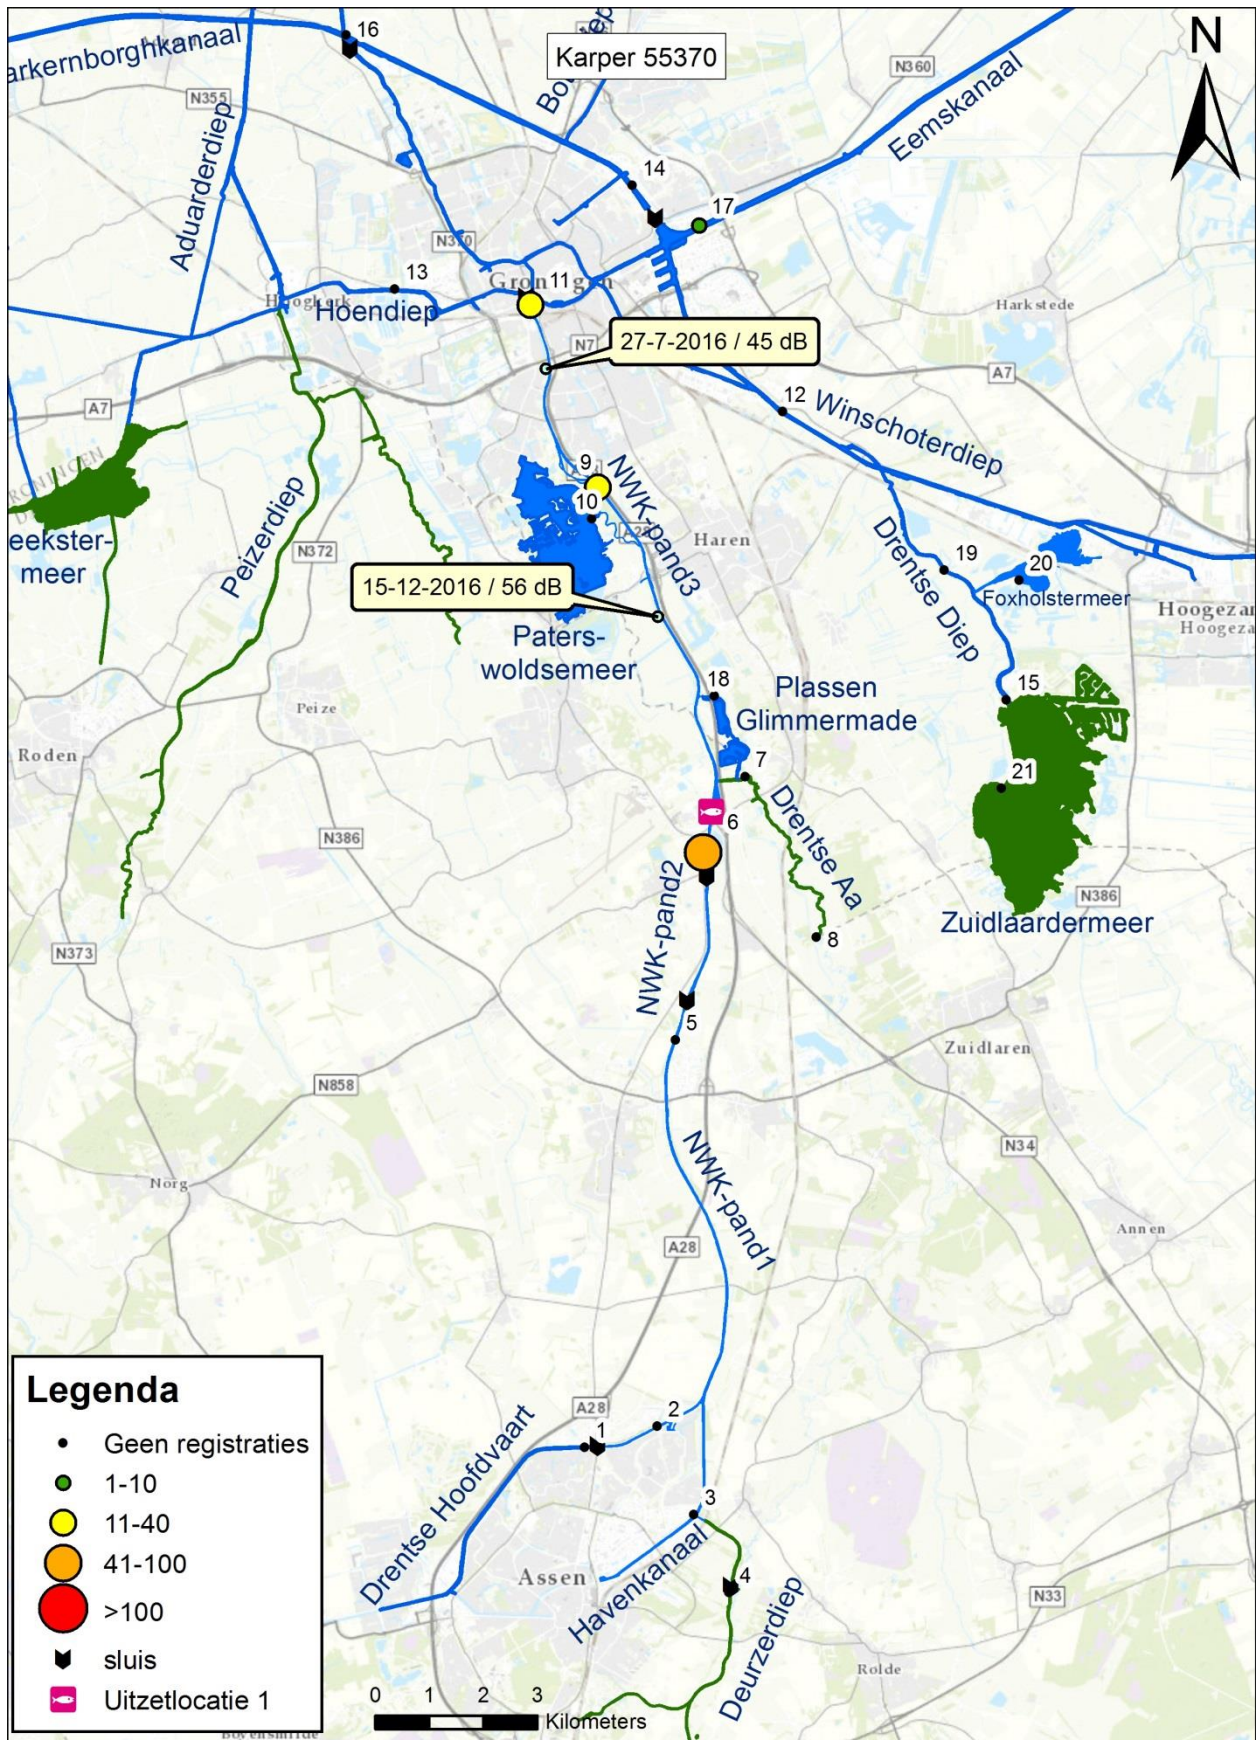 Karper 55370
N
16
arkernborghkanaal
N355
N360
Eemskanaal
Aduarderdiep
14
17
N370
13
11
Groningen
Hoogkerk
Hoendiep
Harkstede
27-7-2016 / 45 dB
N7
A7
A7
12
Winschoterdiep
9
10
NWK-pand3
Haren
eekster-
meer
Peizerdiep
N372
15-12-2016 / 56 dB
Drentse Diep
19
20
Foxholstermeer
Hoogezan
Hoogeza
Paters-
woldsemeer
18
Plassen
Glimmermade
15
Peize
Roden
7
21
Drentse Aa
6
N386
NWK-pand2
8
N386
Zuidlaardermeer
N373
5
Zuidlaren
N858
NWK-pand1
N34
Norg
Annen
A28
Legenda
Geen registraties
1-10
11-40
41-100
>100
sluis
Uitzetlocatie 1
A28
2
1
Drentse Hoofdvaart
3
Assen
Havenkanaal
4
Deurzerdiep
N33
Rolde
0 1 2 3
Kilometers